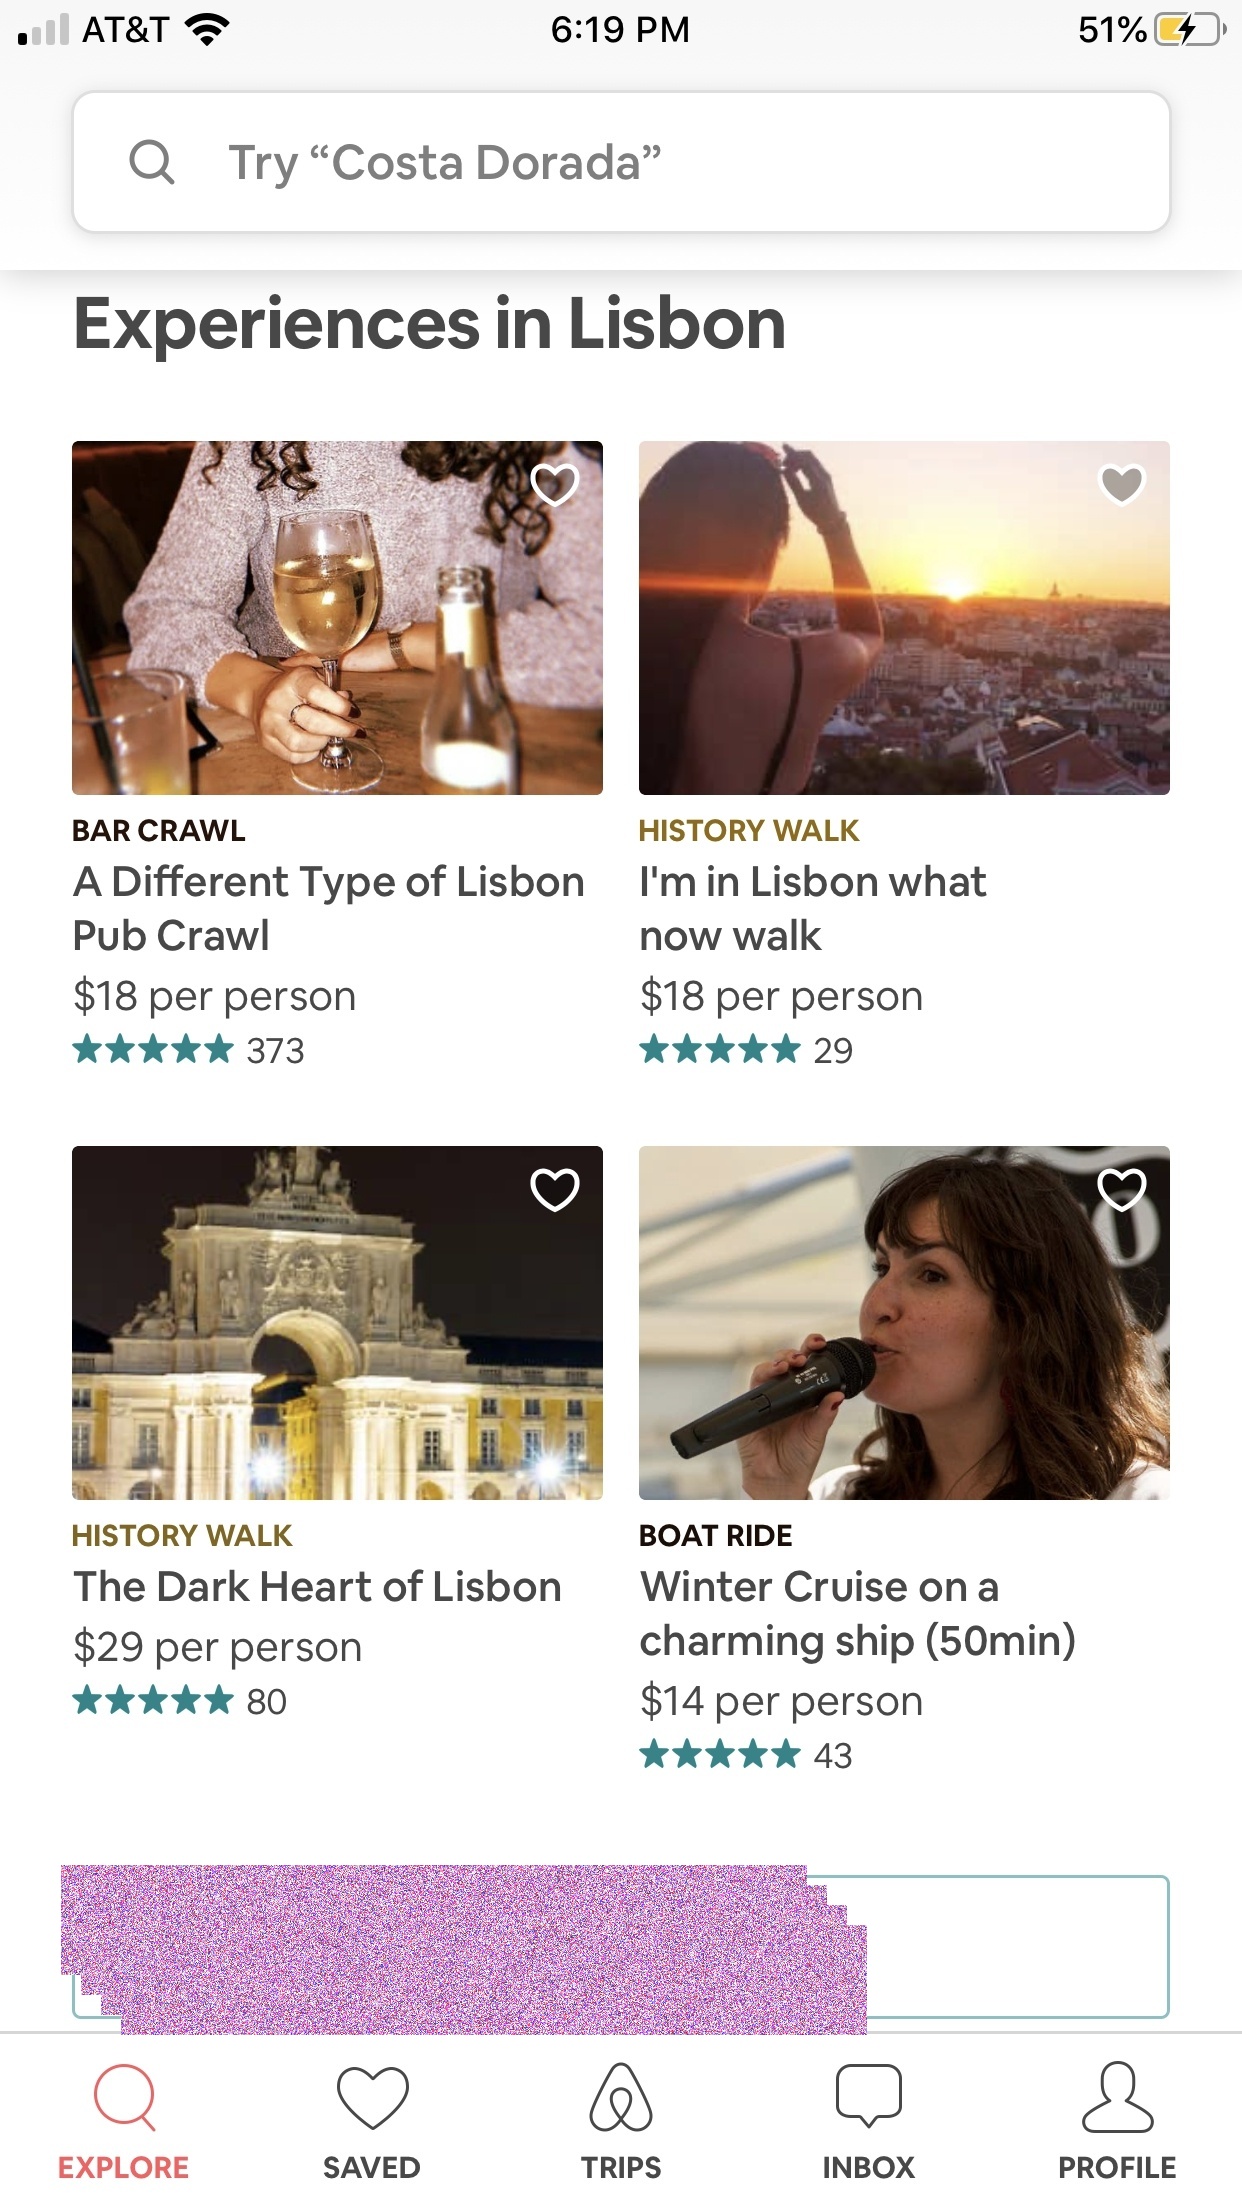 AT&T 6:19 PM 51%
Try “Costa Dorada”
Experiences in Lisbon
BAR CRAWL
A Different Type of Lisbon
Pub Crawl
$18 per person
373
HISTORY WALK
I'm in Lisbon what
now walk
$18 per person
29
HISTORY WALK
The Dark Heart of Lisbon
$29 per person
80
BOAT RIDE
Winter Cruise on a
charming ship (50min)
$14 per person
43
EXPLORE SAVED TRIPS INBOX PROFILE